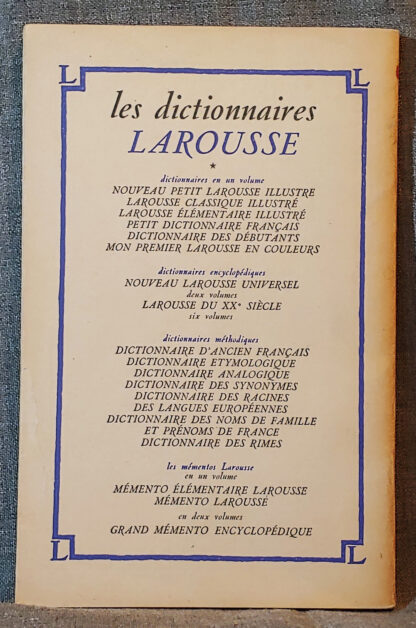 L L
les dictionnaires
LAROUSSE
*
dictionnaires en un volume
NOUVEAU PETIT LAROUSSE ILLUSTRE
LAROUSSE CLASSIQUE ILLUSTRÉ
LAROUSSE ÉLÉMENTAIRE ILLUSTRÉ
PETIT DICTIONNAIRE FRANÇAIS
DICTIONNAIRE DES DÉBUTANTS
MON PREMIER LAROUSSE EN COULEURS
dictionnaires encyclopédiques
NOUVEAU LAROUSSE UNIVERSEL
deux volumes
LAROUSSE DU XXe SIÈCLE
six volumes
dictionnaires méthodiques
DICTIONNAIRE D'ANCIEN FRANÇAIS
DICTIONNAIRE ETYMOLOGIQUE
DICTIONNAIRE ANALOGIQUE
DICTIONNAIRE DES SYNONYMES
DICTIONNAIRE DES RACINES
DES LANGUES EUROPÉENNES
DICTIONNAIRE DES NOMS DE FAMILLE
ET PRÉNOMS DE FRANCE
DICTIONNAIRE DES RIMES
les mémentos Larousse
en un volume
MÉMENTO ÉLÉMENTAIRE LAROUSSE
MÉMENTO LAROUSSE
en deux volumes
GRAND MÉMENTO ENCYCLOPÉDIQUE
L L